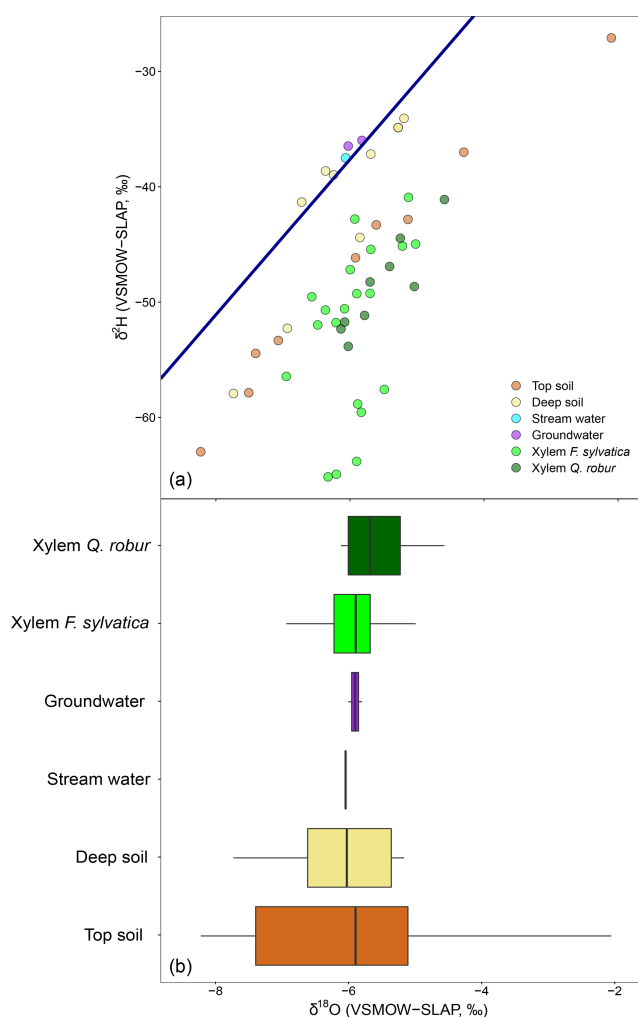 −30
−40
−50
−60
δ²H (VSMOW−SLAP, ‰)
Top soil
Deep soil
Stream water
Groundwater
Xylem F. sylvatica
Xylem Q. robur
(a)
Xylem Q. robur
Xylem F. sylvatica
Groundwater
Stream water
Deep soil
Top soil
(b)
−8 −6 −4 −2
δ¹⁸O (VSMOW−SLAP, ‰)